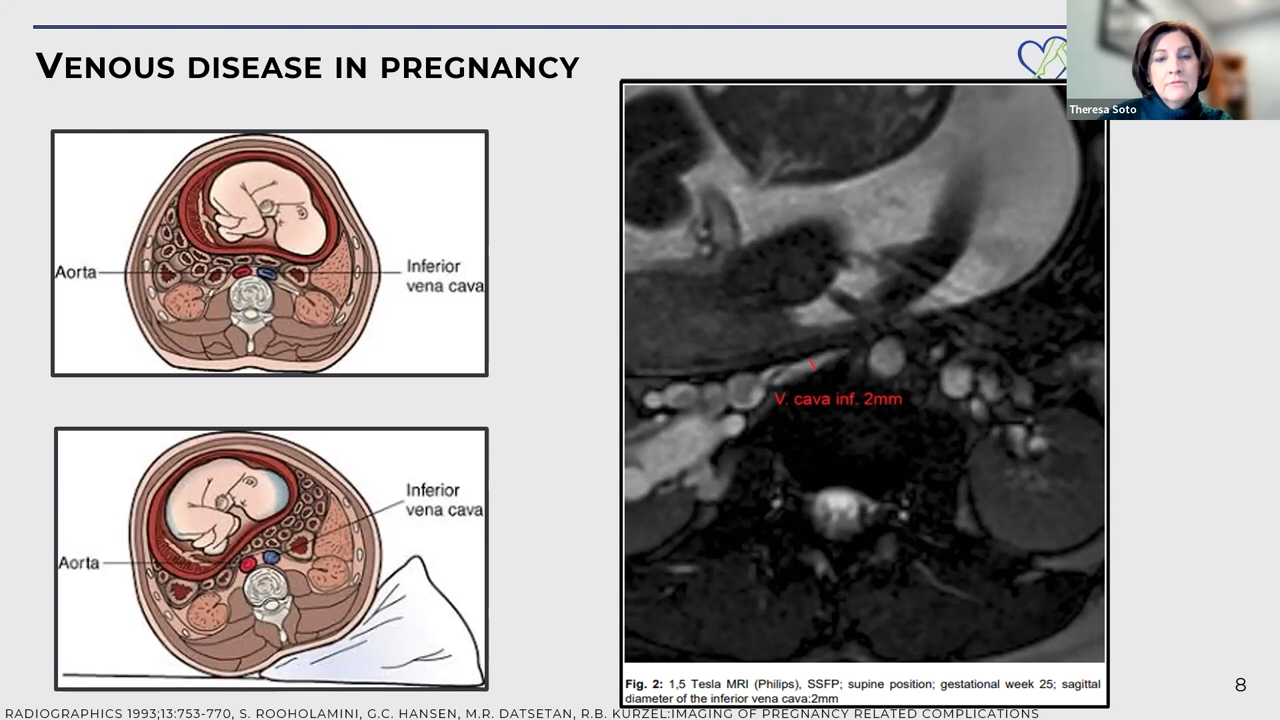 VENOUS DISEASE IN PREGNANCY
Theresa Soto
Aorta
Inferior
vena cava
Inferior
vena cava
Aorta
V. cava inf. 2mm
Fig. 2: 1,5 Tesla MRI (Philips), SSFP; supine position; gestational week 25; sagittal
diameter of the inferior vena cava:2mm
8
RADIOGRAFFICS 1993;13:753-770, S. ROOHOLAMINI, G.C. HANSEN, M.R. DATSETAN, R.B. KURZEL:IMAGING OF PREGNANCY RELATED COMPLICATIONS